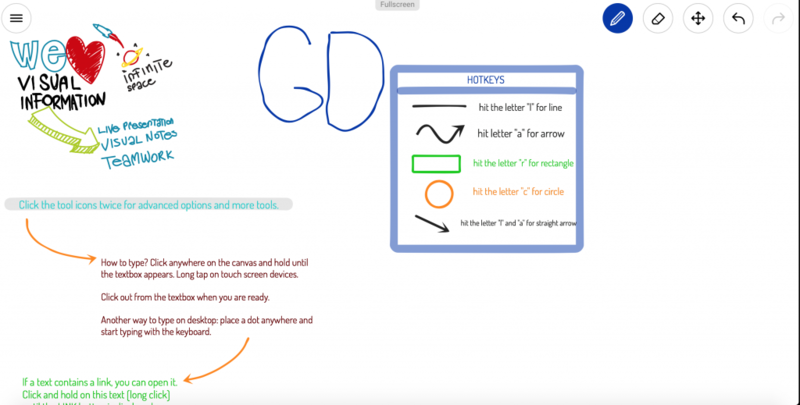 Fullscreen
We
VISUAL
INFORMATION
infinite
space
Live Presentation
Visual Notes
Teamwork
GD
HOTKEYS
hit the letter "l" for line
hit letter "a" for arrow
hit the letter "r" for rectangle
hit the letter "c" for circle
hit the letter "l" and "a" for straight arrow
Click the tool icons twice for advanced options and more tools.
How to type? Click anywhere on the canvas and hold until
the textbox appears. Long tap on touch screen devices.
Click out from the textbox when you are ready.
Another way to type on desktop: place a dot anywhere and
start typing with the keyboard.
If a text contains a link, you can open it.
Click and hold on this text [long click]